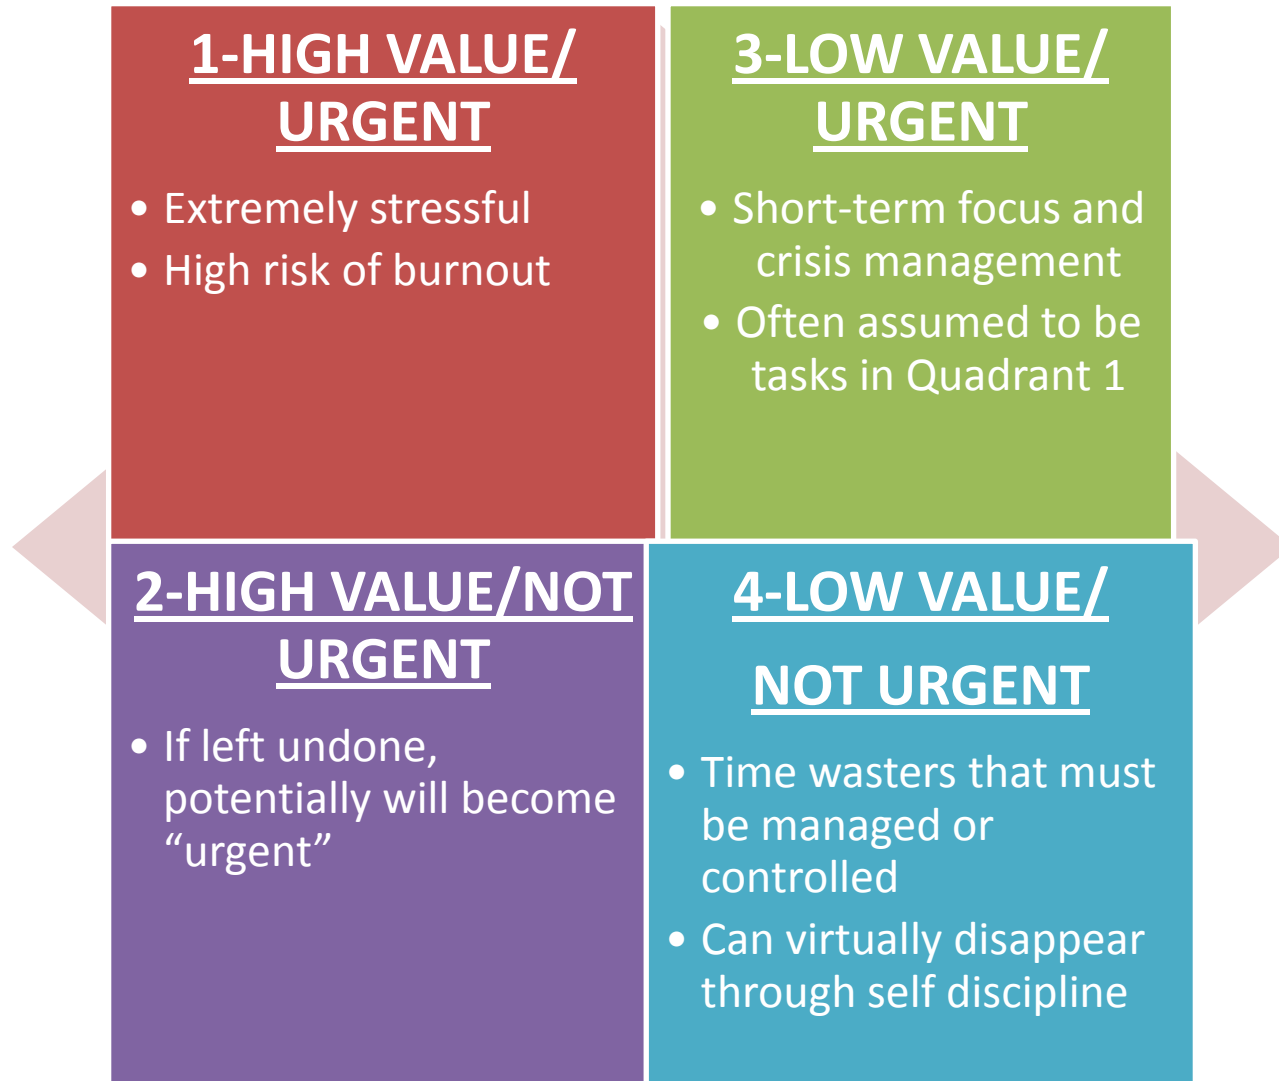 1-HIGH VALUE/
URGENT
• Extremely stressful
• High risk of burnout
3-LOW VALUE/
URGENT
• Short-term focus and
crisis management
• Often assumed to be
tasks in Quadrant 1
2-HIGH VALUE/NOT
URGENT
• If left undone,
potentially will become
“urgent”
4-LOW VALUE/
NOT URGENT
• Time wasters that must
be managed or
controlled
• Can virtually disappear
through self discipline